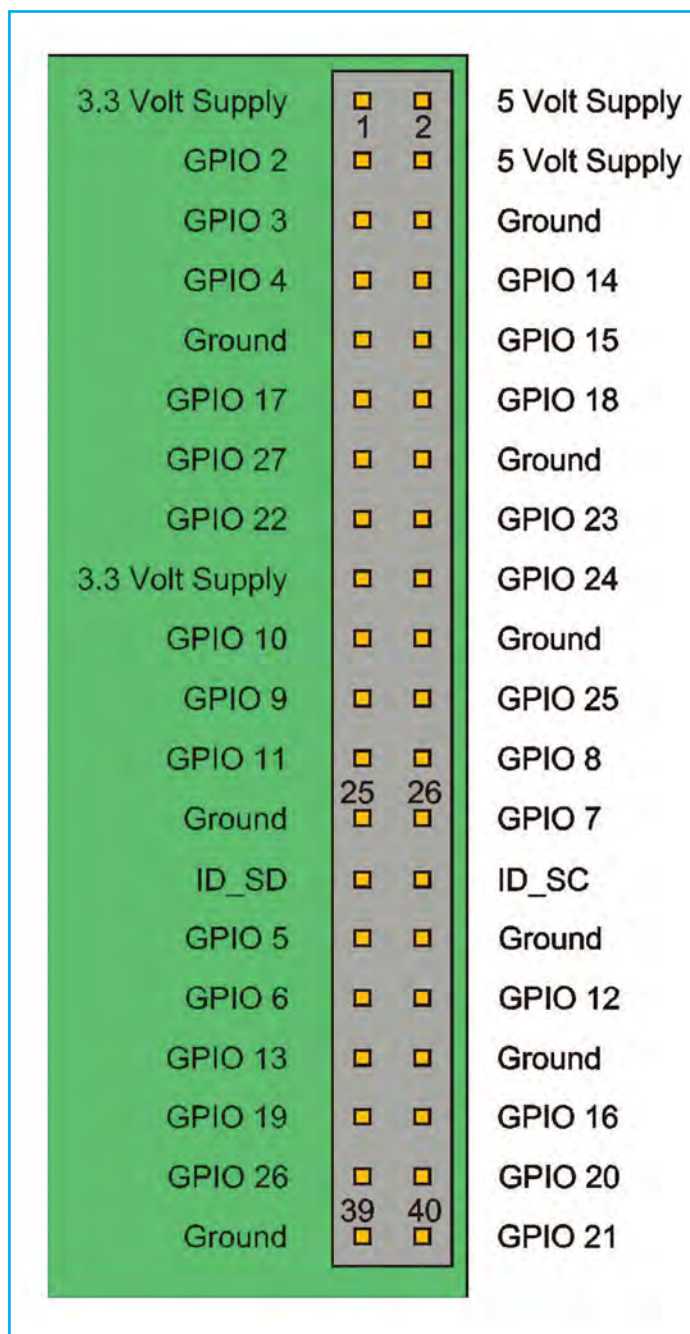 3.3 Volt Supply 5 Volt Supply
1 2
GPIO 2 5 Volt Supply
GPIO 3 Ground
GPIO 4 GPIO 14
Ground GPIO 15
GPIO 17 GPIO 18
GPIO 27 Ground
GPIO 22 GPIO 23
3.3 Volt Supply GPIO 24
GPIO 10 Ground
GPIO 9 GPIO 25
GPIO 11 GPIO 8
25 26
Ground GPIO 7
ID_SD ID_SC
GPIO 5 Ground
GPIO 6 GPIO 12
GPIO 13 Ground
GPIO 19 GPIO 16
GPIO 26 GPIO 20
39 40
Ground GPIO 21